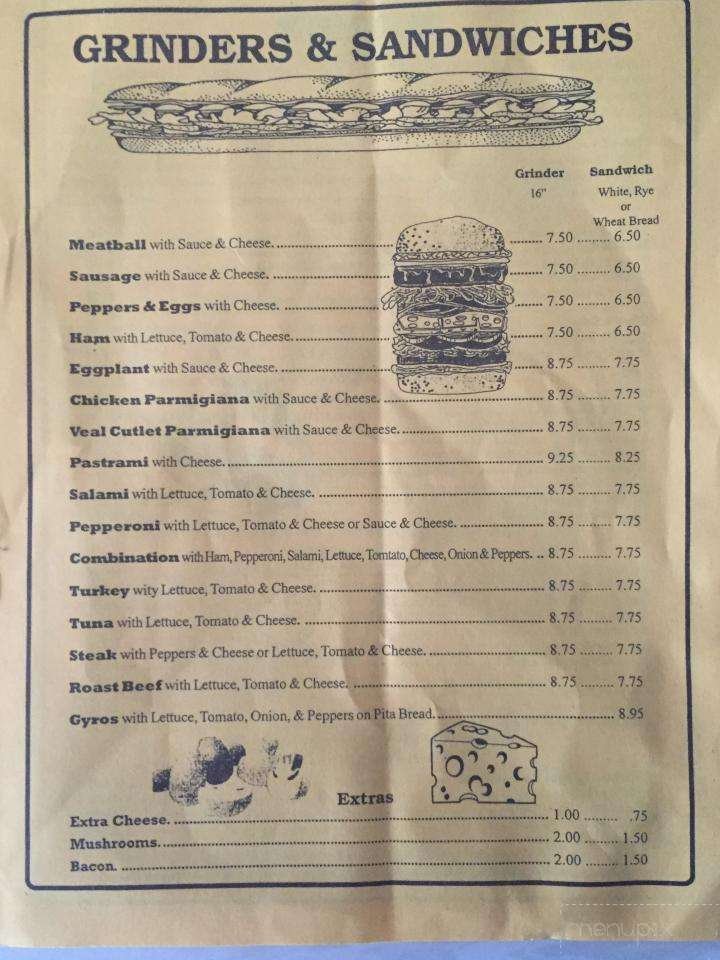 GRINDERS & SANDWICHES
Grinder Sandwich
16" White, Rye
or
Wheat Bread
Meatball with Sauce & Cheese. 7.50 6.50
Sausage with Sauce & Cheese. 7.50 6.50
Peppers & Eggs with Cheese. 7.50 6.50
Ham with Lettuce, Tomato & Cheese. 7.50 6.50
Eggplant with Sauce & Cheese. 8.75 7.75
Chicken Parmigiana with Sauce & Cheese. 8.75 7.75
Veal Cutlet Parmigiana with Sauce & Cheese. 8.75 7.75
Pastrami with Cheese. 9.25 8.25
Salami with Lettuce, Tomato & Cheese. 8.75 7.75
Pepperoni with Lettuce, Tomato & Cheese or Sauce & Cheese. 8.75 7.75
Combination with Ham, Pepperoni, Salami, Lettuce, Tomtato, Cheese, Onion & Peppers. 8.75 7.75
Turkey wity Lettuce, Tomato & Cheese. 8.75 7.75
Tuna with Lettuce, Tomato & Cheese. 8.75 7.75
Steak with Peppers & Cheese or Lettuce, Tomato & Cheese. 8.75 7.75
Roast Beef with Lettuce, Tomato & Cheese. 8.75 7.75
Gyros with Lettuce, Tomato, Onion, & Peppers on Pita Bread. 8.95
Extras
Extra Cheese. 1.00 .75
Mushrooms. 2.00 1.50
Bacon. 2.00 1.50
menupix